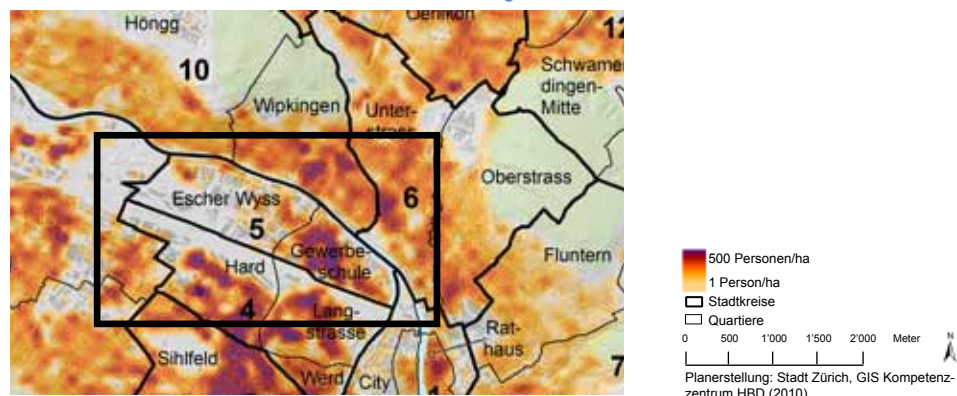 Höngg
Oerlikon
12
10
Schwamen
dingen-
Mitte
Wipkingen
Unter-
strass
Oberstrass
Escher Wyss
6
5
Gewerbe-
schule
Fluntern
Hard
4
Lang-
strasse
Rat-
haus
Sihlfeld
Werd
City
7
1
500 Personen/ha
1 Person/ha
Stadtkreise
Quartiere
0 500 1'000 1'500 2'000 Meter
N
Planerstellung: Stadt Zürich, GIS Kompetenz-
zentrum HBD (2010)